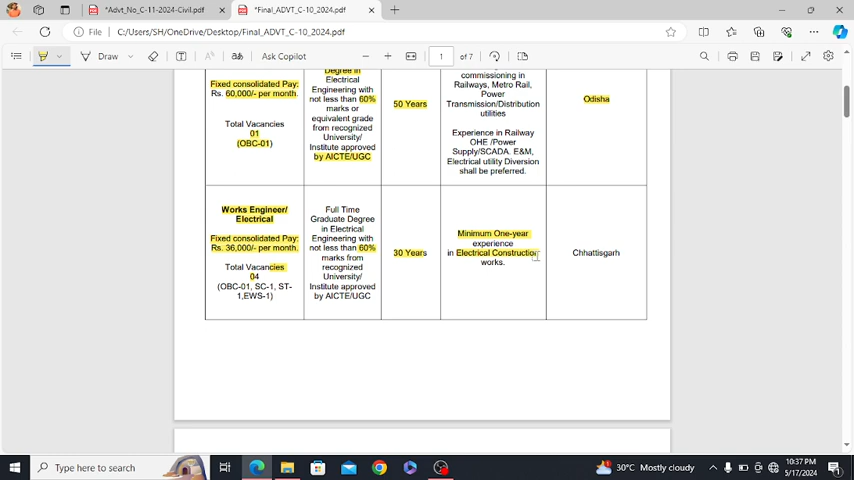 *Advt_No_C-11-2024-Civil.pdf
*Final_ADVT_C-10_2024.pdf
File
C:/Users/SH/OneDrive/Desktop/Final_ADVT_C-10_2024.pdf
Draw
Ask Copilot
1
of 7
Fixed consolidated Pay:
Rs. 60,000/- per month.
Total Vacancies
01
(OBC-01)
Degree in
Electrical
Engineering with
not less than 60%
marks or
equivalent grade
from recognized
University/
Institute approved
by AICTE/UGC
50 Years
commissioning in
Railways, Metro Rail,
Power
Transmission/Distribution
utilities
Experience in Railway
OHE /Power
Supply/SCADA. E&M,
Electrical utility Diversion
shall be preferred.
Odisha
Works Engineer/
Electrical
Fixed consolidated Pay:
Rs. 36,000/- per month.
Total Vacancies
04
(OBC-01, SC-1, ST-
1,EWS-1)
Full Time
Graduate Degree
in Electrical
Engineering with
not less than 60%
marks from
recognized
University/
Institute approved
by AICTE/UGC
30 Years
Minimum One-year
experience
in Electrical Construction
works.
Chhattisgarh
Type here to search
30°C Mostly cloudy
10:37 PM
5/17/2024